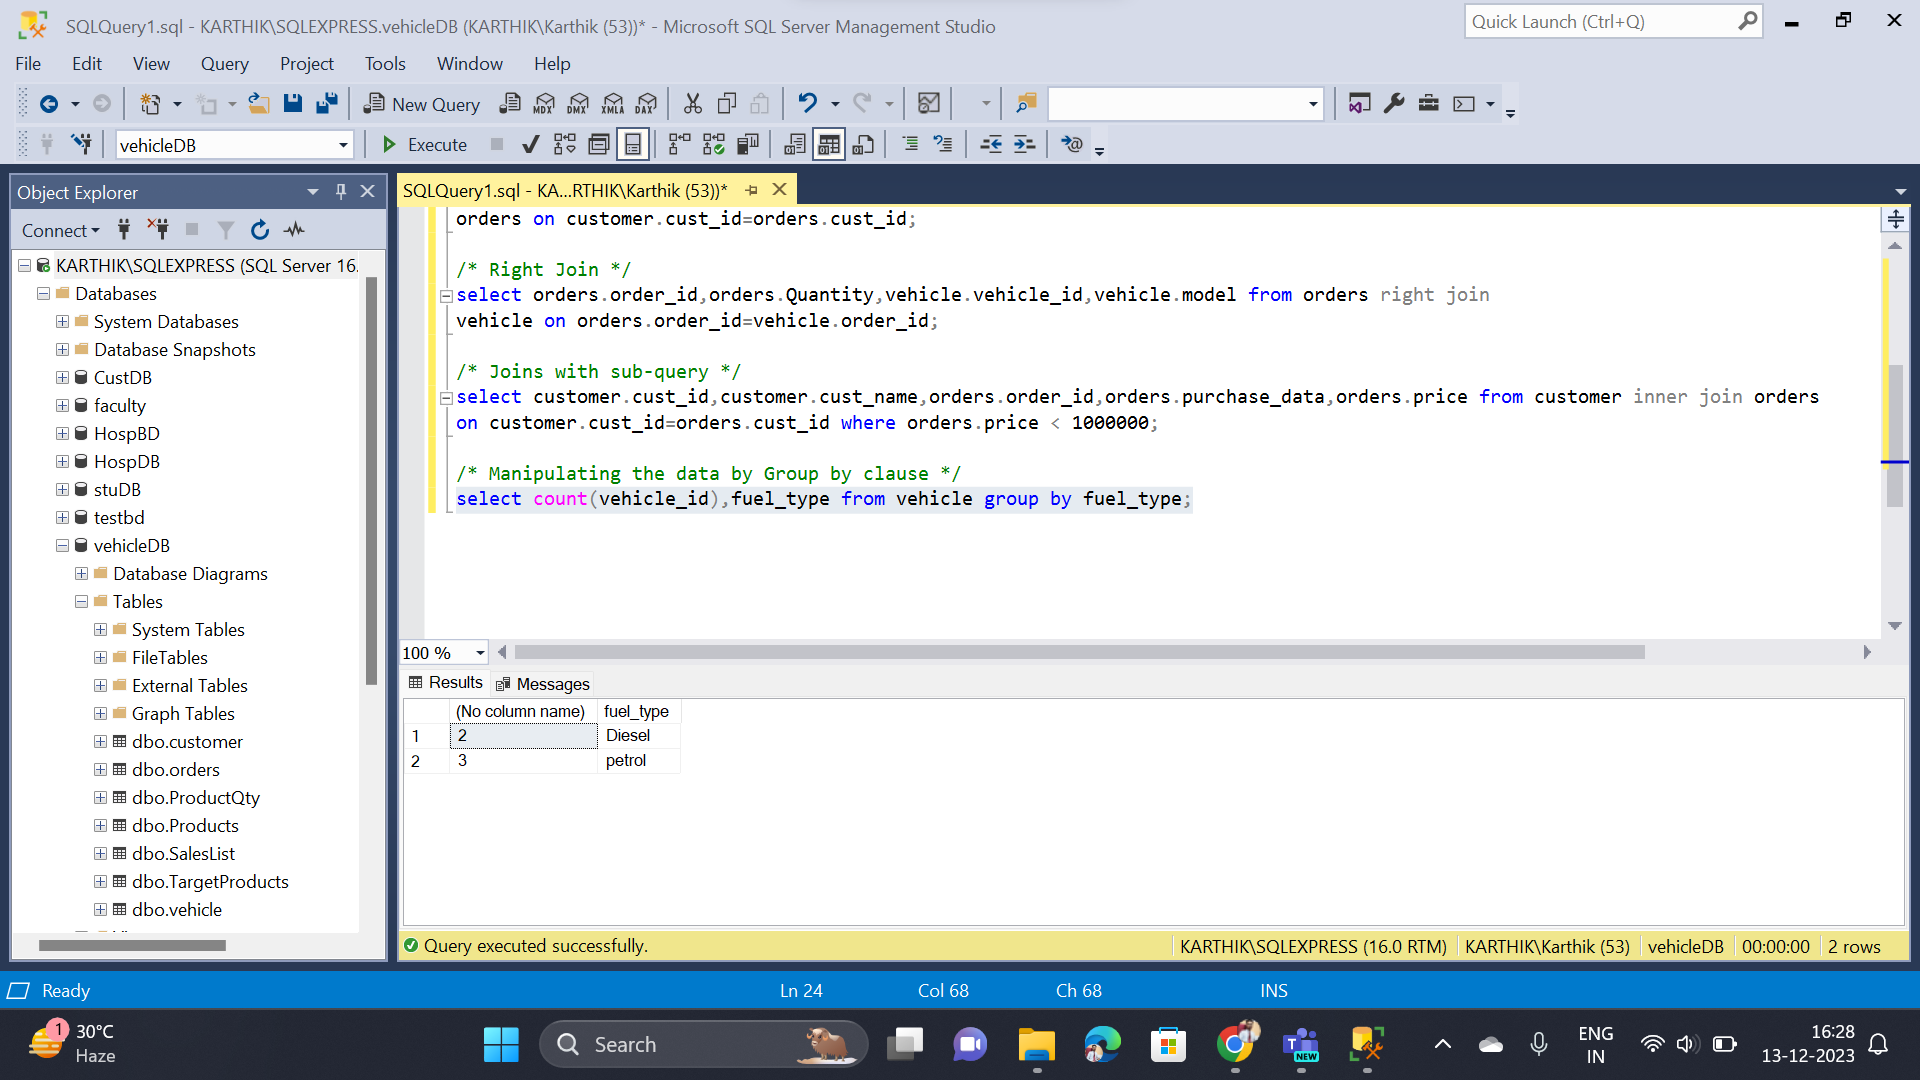 SQLQuery1.sql - KARTHIK\SQLEXPRESS.vehicleDB (KARTHIK\Karthik (53))* - Microsoft SQL Server Management Studio
Quick Launch (Ctrl+Q)
File Edit View Query Project Tools Window Help
New Query MDX DMX XMLA DAX
vehicleDB Execute
Object Explorer
SQLQuery1.sql - KA...RTHIK\Karthik (53))*
Connect
KARTHIK\SQLEXPRESS (SQL Server 16.
Databases
System Databases
Database Snapshots
CustDB
faculty
HospBD
HospDB
stuDB
testbd
vehicleDB
Database Diagrams
Tables
System Tables
FileTables
External Tables
Graph Tables
dbo.customer
dbo.orders
dbo.ProductQty
dbo.Products
dbo.SalesList
dbo.TargetProducts
dbo.vehicle
orders on customer.cust_id=orders.cust_id;
/* Right Join */
select orders.order_id,orders.Quantity,vehicle.vehicle_id,vehicle.model from orders right join
vehicle on orders.order_id=vehicle.order_id;
/* Joins with sub-query */
select customer.cust_id,customer.cust_name,orders.order_id,orders.purchase_data,orders.price from customer inner join orders
on customer.cust_id=orders.cust_id where orders.price < 1000000;
/* Manipulating the data by Group by clause */
select count(vehicle_id),fuel_type from vehicle group by fuel_type;
100 %
Results Messages
(No column name) fuel_type
1 2 Diesel
2 3 petrol
Query executed successfully. KARTHIK\SQLEXPRESS (16.0 RTM) KARTHIK\Karthik (53) vehicleDB 00:00:00 2 rows
Ready Ln 24 Col 68 Ch 68 INS
1
30°C
Haze
Search
NEW
ENG
IN
16:28
13-12-2023